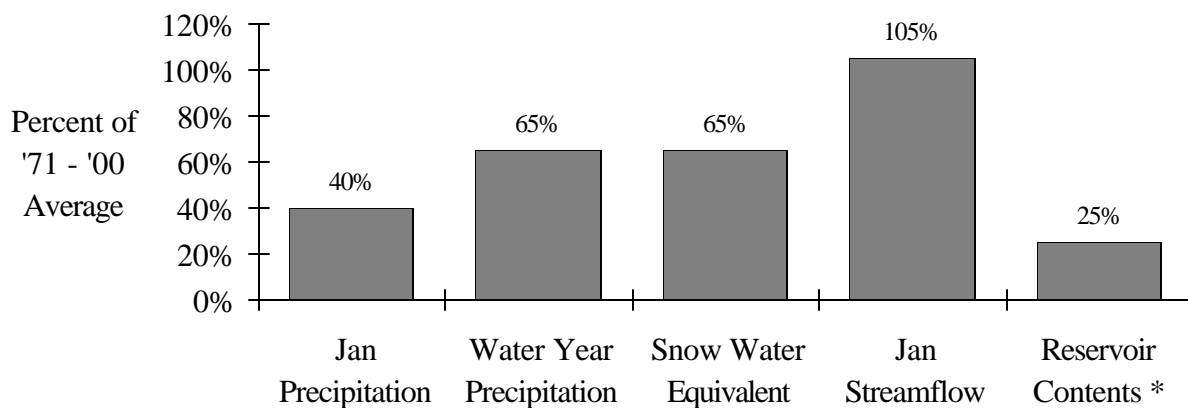 120%
100%
80%
60%
40%
20%
0%
Percent of
'71 - '00
Average
40%
65%
65%
105%
25%
Jan
Precipitation
Water Year
Precipitation
Snow Water
Equivalent
Jan
Streamflow
Reservoir
Contents *